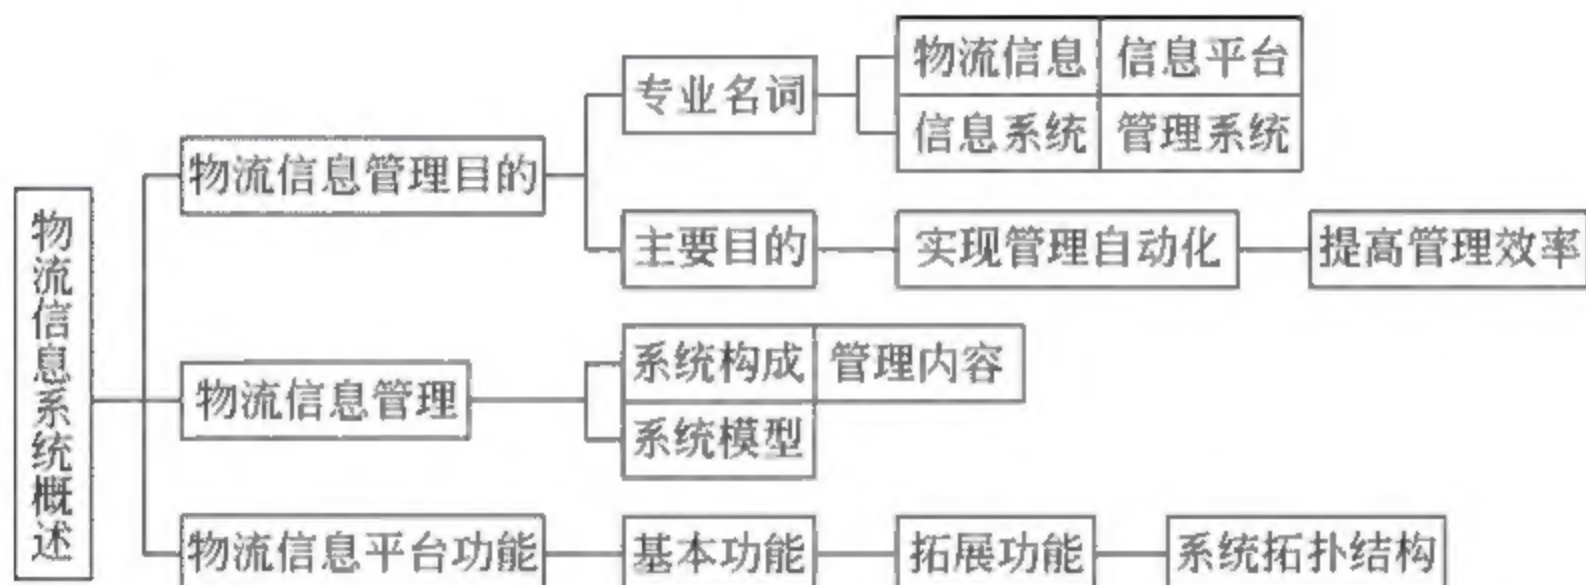 物流信息系统概述
物流信息管理目的
专业名词
物流信息 信息平台
信息系统 管理系统
主要目的 实现管理自动化 提高管理效率
物流信息管理
系统构成 管理内容
系统模型
物流信息平台功能 基本功能 拓展功能 系统拓扑结构